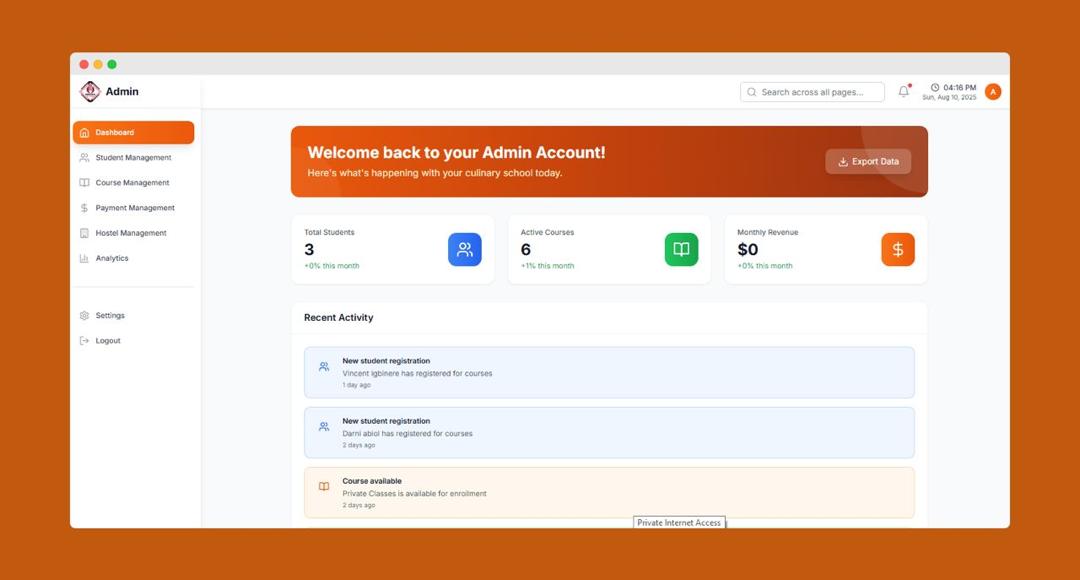 Admin
Search across all pages...
04:16 PM
Sun, Aug 10, 2025
A
Dashboard
Student Management
Course Management
Payment Management
Hostel Management
Analytics
Settings
Logout
Welcome back to your Admin Account!
Here's what's happening with your culinary school today.
Export Data
Total Students
3
+0% this month
Active Courses
6
+1% this month
Monthly Revenue
$0
+0% this month
Recent Activity
New student registration
Vincent Igbinere has registered for courses
1 day ago
New student registration
Darni abiol has registered for courses
2 days ago
Course available
Private Classes is available for enrollment
2 days ago
Private Internet Access